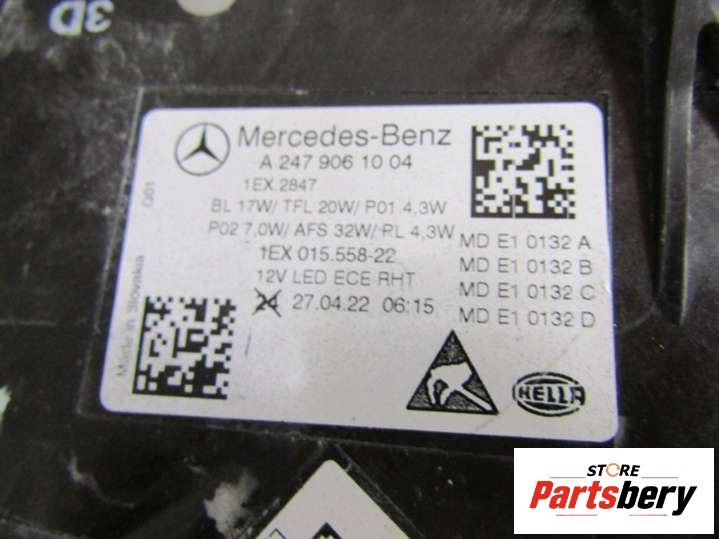 3D
Mercedes-Benz
A 247 906 10 04
1EX.2847
BL 17W/ TFL 20W/ P01 4,3W
P02 7,0W/ AFS 32W/ PL 4,3W
1EX 015.558-22
12V LED ECE RHT
24 27.04.22 06:15
MD E1 0132 A
MD E1 0132 B
MD E1 0132 C
MD E1 0132 D
Q01
Made in Slovakia
HELLA
STORE
Partsbery